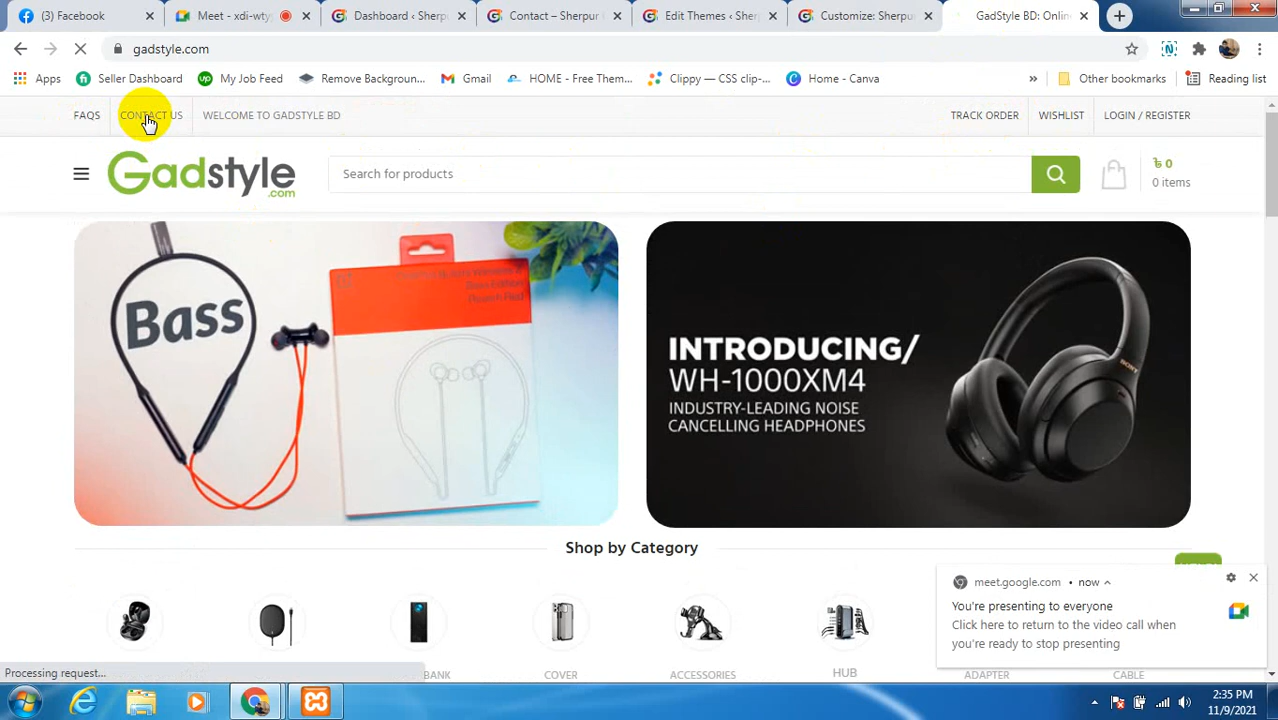 (3) Facebook
Meet - xdi-wty
Dashboard ‹ Sherpu
Contact – Sherpur
Edit Themes ‹ Sherp
Customize: Sherpu
GadStyle BD: Online
gadstyle.com
Apps
Seller Dashboard
My Job Feed
Remove Background...
Gmail
HOME - Free Them...
Clippy — CSS clip-...
Home - Canva
»
Other bookmarks
Reading list
FAQS
CONTACT US
WELCOME TO GADSTYLE BD
TRACK ORDER
WISHLIST
LOGIN / REGISTER
Gadstyle
.com
Search for products
৳ 0
0 items
Bass
INTRODUCING/
WH-1000XM4
INDUSTRY-LEADING NOISE
CANCELLING HEADPHONES
SONY
Shop by Category
BANK
COVER
ACCESSORIES
HUB
ADAPTER
CABLE
meet.google.com • now
You're presenting to everyone
Click here to return to the video call when
you're ready to stop presenting
Processing request...
2:35 PM
11/9/2021